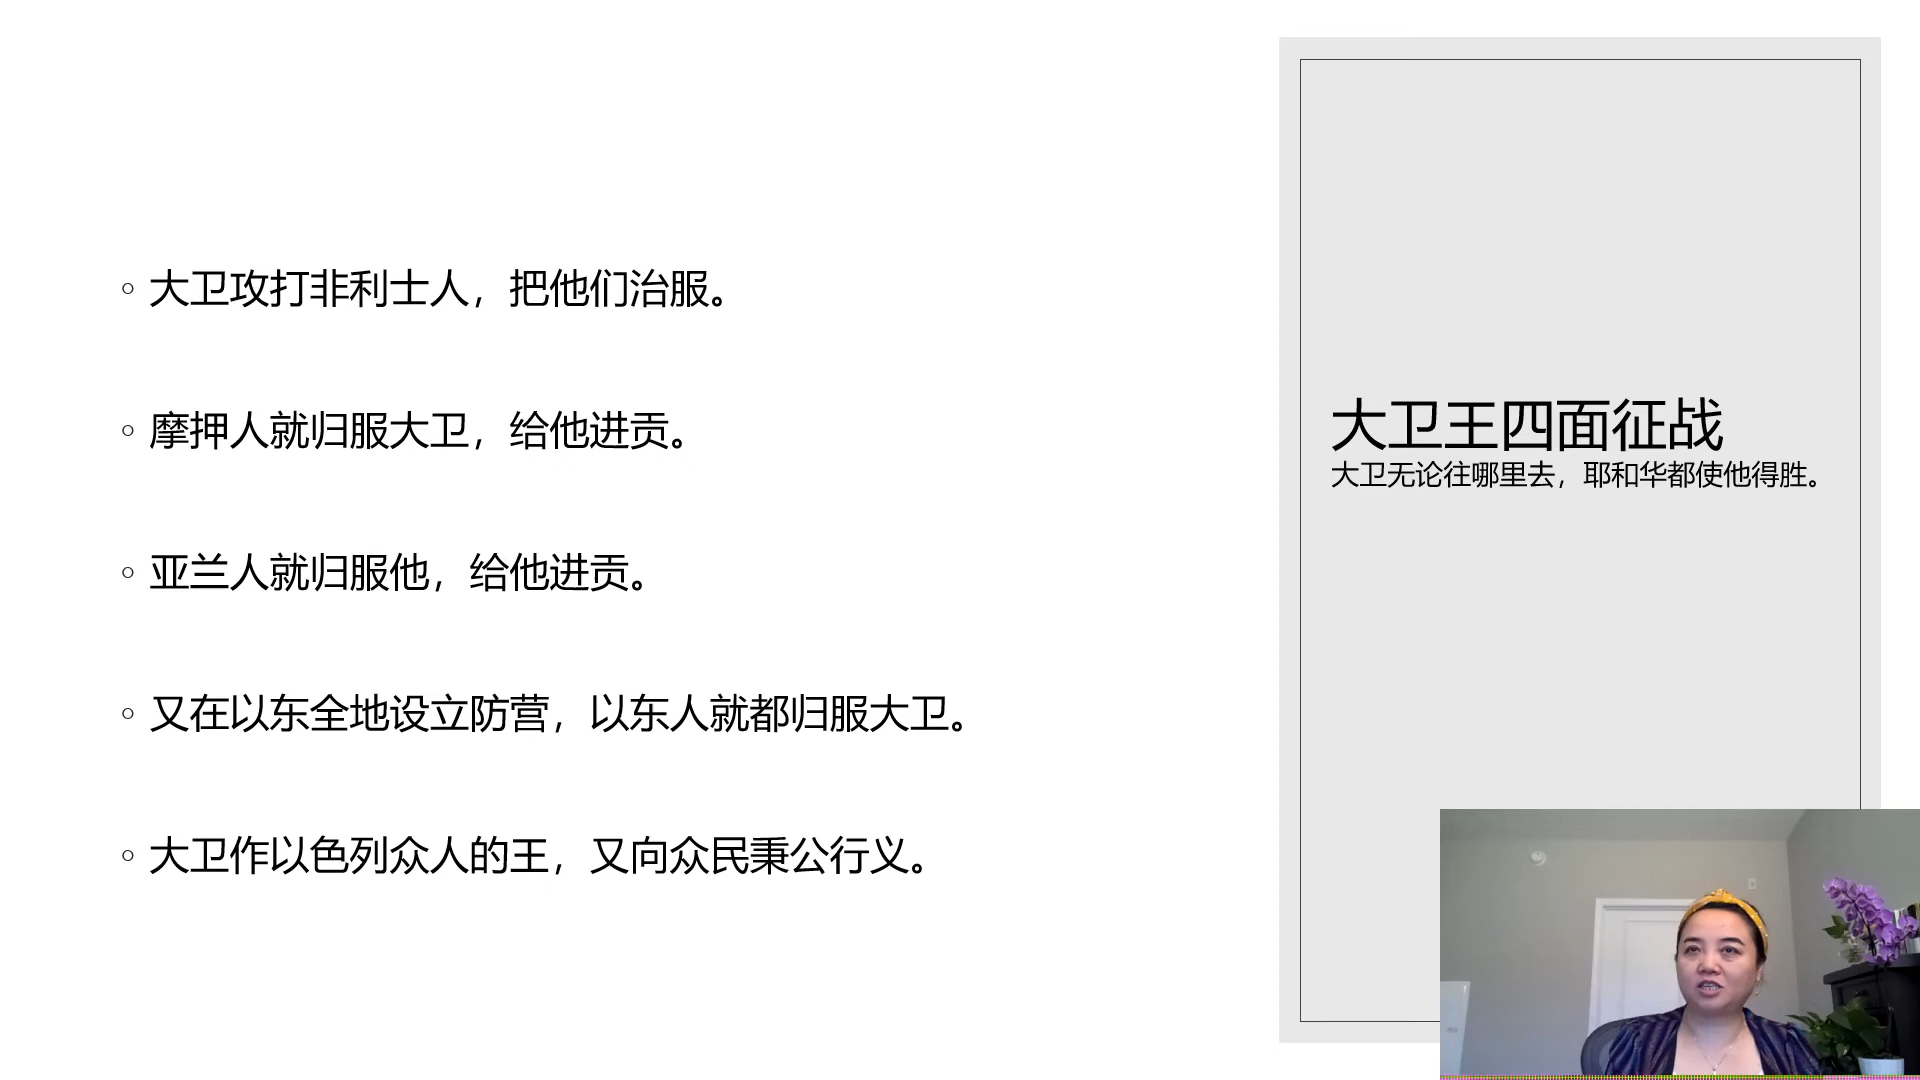 大卫攻打非利士人，把他们治服。
摩押人就归服大卫，给他进贡。
亚兰人就归服他，给他进贡。
又在以东全地设立防营，以东人就都归服大卫。
大卫作以色列众人的王，又向众民秉公行义。
大卫王四面征战
大卫无论往哪里去，耶和华都使他得胜。